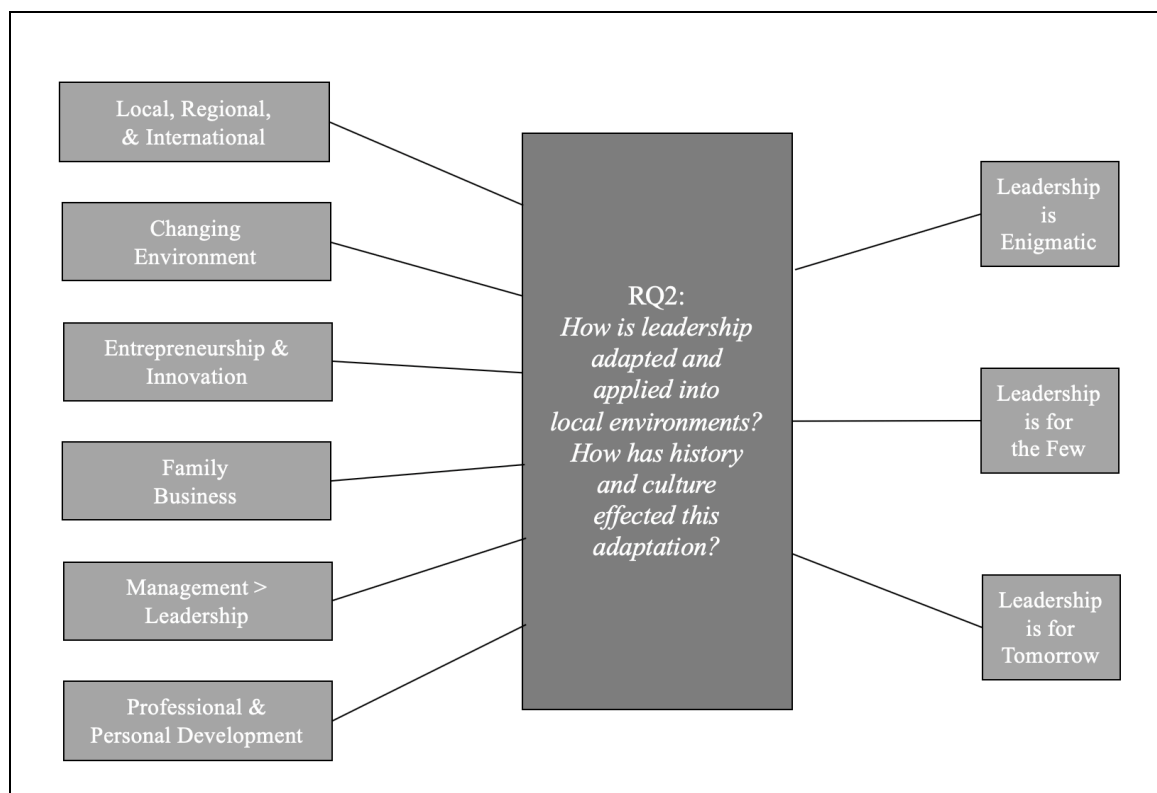 Local, Regional,
& International
Changing
Environment
Entrepreneurship &
Innovation
Family
Business
Management >
Leadership
Professional &
Personal Development
RQ2:
How is leadership
adapted and
applied into
local environments?
How has history
and culture
effected this
adaptation?
Leadership
is
Enigmatic
Leadership
is for
the Few
Leadership
is for
Tomorrow